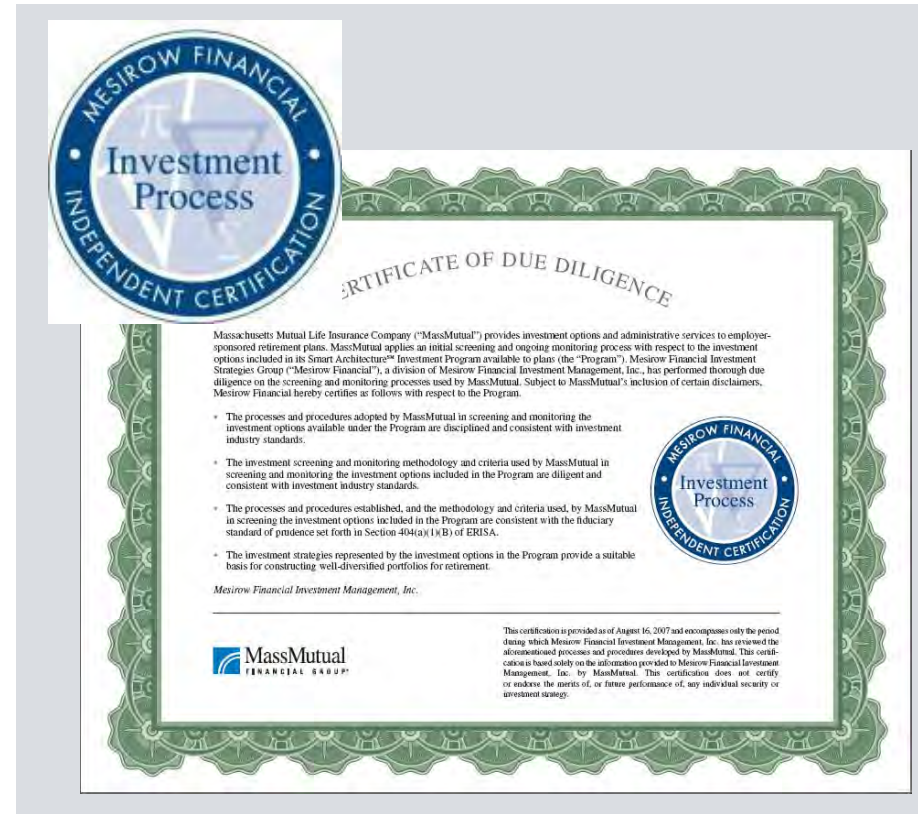 MESIROW FINANCIAL
Investment
Process
INDEPENDENT CERTIFICATION
ERTIFICATE OF DUE DILIGENCE
Massachusetts Mutual Life Insurance Company (“MassMutual”) provides investment options and administrative services to employer-
sponsored retirement plans. MassMutual applies an initial screening and ongoing monitoring process with respect to the investment
options included in its Smart Architecture℠ Investment Program available to plans (the “Program”). Mesirow Financial Investment
Strategies Group (“Mesirow Financial”), a division of Mesirow Financial Investment Management, Inc., has performed thorough due
diligence on the screening and monitoring processes used by MassMutual. Subject to MassMutual’s inclusion of certain disclaimers,
Mesirow Financial hereby certifies as follows with respect to the Program.
• The processes and procedures adopted by MassMutual in screening and monitoring the
investment options available under the Program are disciplined and consistent with investment
industry standards.
• The investment screening and monitoring methodology and criteria used by MassMutual in
screening and monitoring the investment options included in the Program are diligent and
consistent with investment industry standards.
• The processes and procedures established, and the methodology and criteria used, by MassMutual
in screening the investment options included in the Program are consistent with the fiduciary
standard of prudence set forth in Section 404(a)(1)(B) of ERISA.
• The investment strategies represented by the investment options in the Program provide a suitable
basis for constructing well-diversified portfolios for retirement.
MESIROW FINANCIAL
Investment
Process
INDEPENDENT CERTIFICATION
Mesirow Financial Investment Management, Inc.
MassMutual
FINANCIAL GROUP®
This certification is provided as of August 16, 2007 and encompasses only the period
during which Mesirow Financial Investment Management, Inc. has reviewed the
aforementioned processes and procedures developed by MassMutual. This certifi-
cation is based solely on the information provided to Mesirow Financial Investment
Management, Inc. by MassMutual. This certification does not certify
or endorse the merits of, or future performance of, any individual security or
investment strategy.